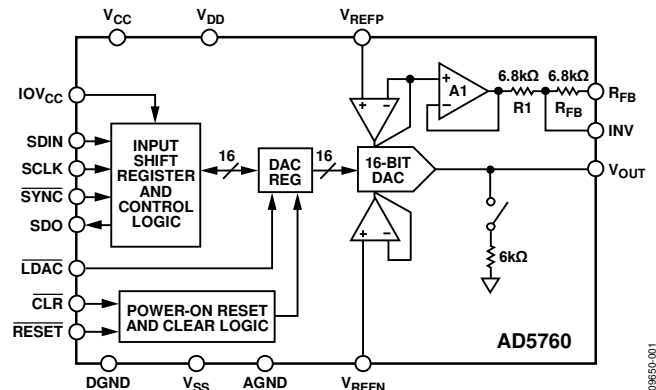 VCC
VDD
VREFP
IOVCC
SDIN
SCLK
SYNC
SDO
LDAC
CLR
RESET
INPUT
SHIFT
REGISTER
AND
CONTROL
LOGIC
16
DAC
REG
16
16-BIT
DAC
A1
6.8kΩ
R1
6.8kΩ
RFB
RFB
INV
VOUT
6kΩ
POWER-ON RESET
AND CLEAR LOGIC
AD5760
DGND
VSS
AGND
VREFN
09650-001